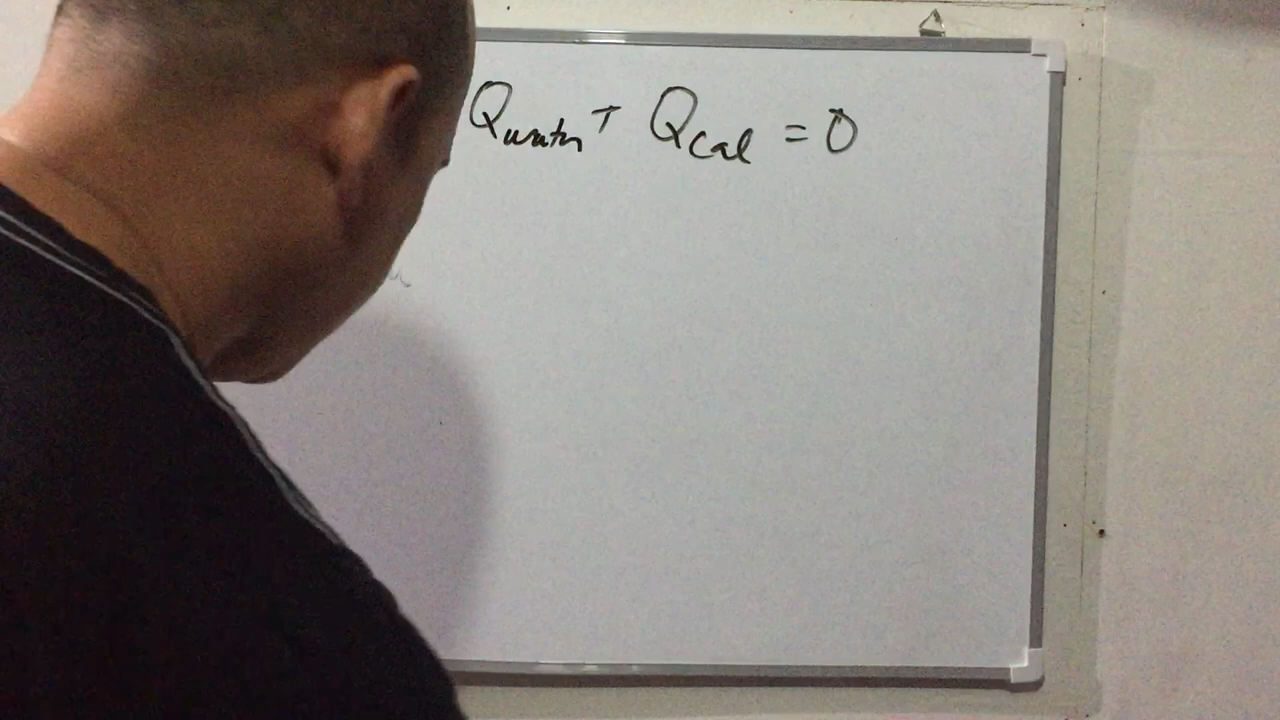 Qwater + Qcal = 0